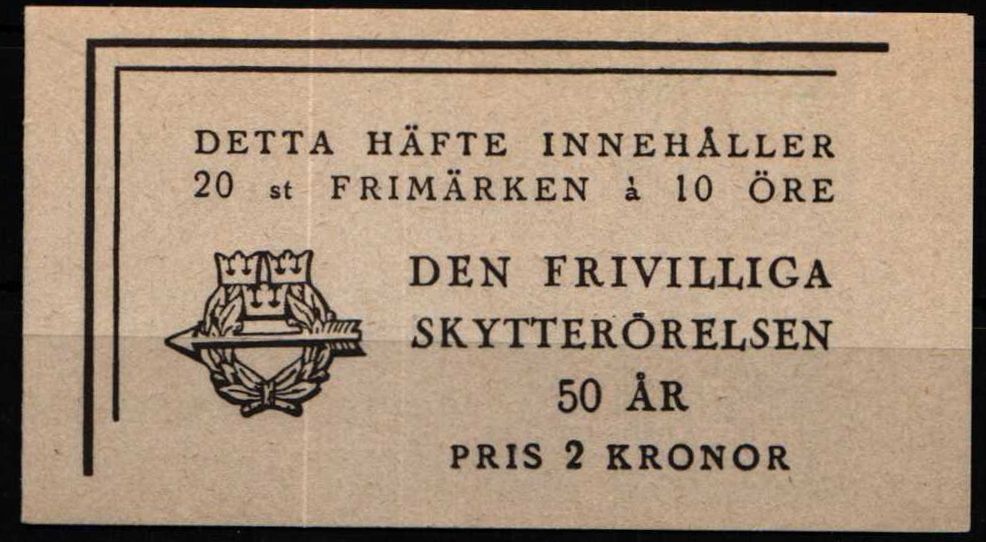 DETTA HÄFTE INNEHÅLLER
20 st FRIMÄRKEN à 10 ÖRE
DEN FRIVILLIGA
SKYTTERÖRELSEN
50 ÅR
PRIS 2 KRONOR